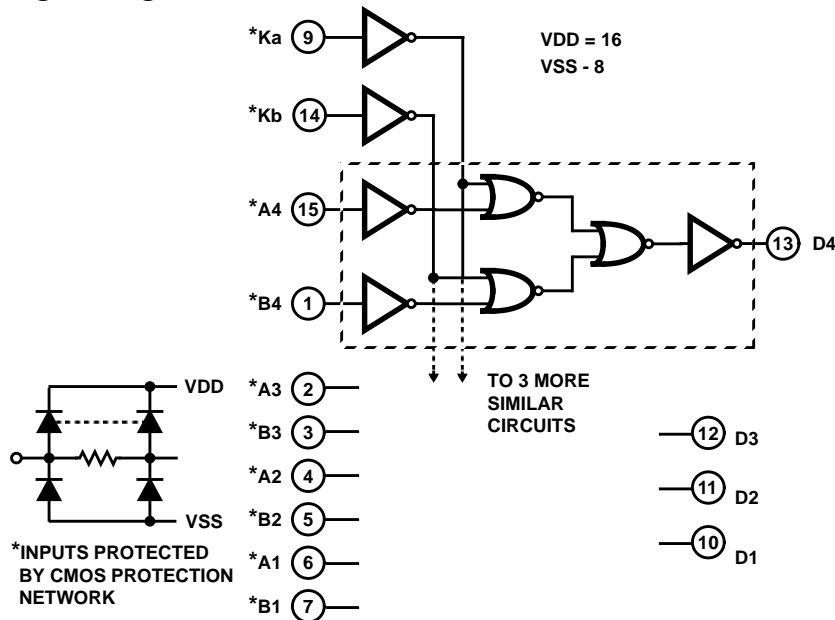 *Ka 9
VDD = 16
VSS - 8
*Kb 14
*A4 15
13 D4
*B4 1
TO 3 MORE
SIMILAR
CIRCUITS
VDD
*A3 2
*B3 3
12 D3
*A2 4
11 D2
VSS
*B2 5
10 D1
*INPUTS PROTECTED
BY CMOS PROTECTION
NETWORK
*A1 6
*B1 7